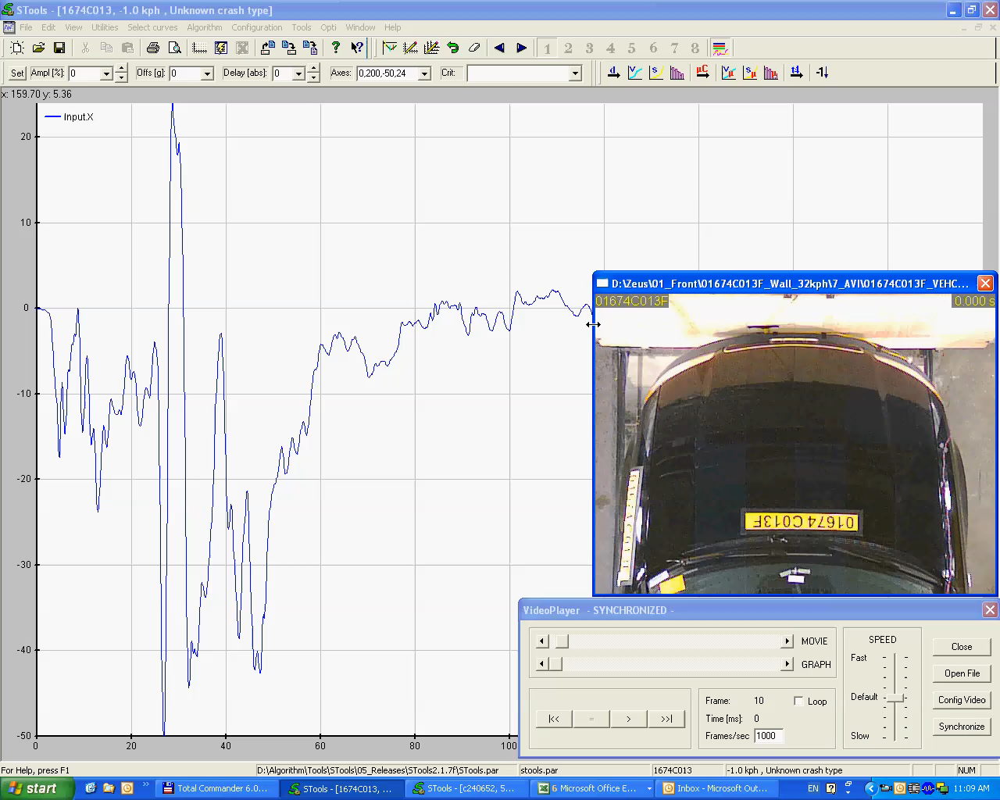 STools - [1674C013, -1.0 kph , Unknown crash type]
File Edit View Utilities Select curves Algorithm Configuration Tools Opti Window Help
1 2 3 4 5 6 7 8
Set Ampl [%]: 0 Offs [g]: 0 Delay [abs]: 0 Axes: 0,200,-50,24 Crit:
x: 159.70 y: 5.36
Input.X
20
10
0
-10
-20
-30
-40
-50
0 20 40 60 80 100
D:\Zeus\01_Front\01674C013F_Wall_32kph\7_AVI\01674C013F_VEHC...
01674C013F 0.000 s
01674 C013F
VideoPlayer - SYNCHRONIZED -
MOVIE
GRAPH
|<< = > >>|
Frame: 10 Loop
Time [ms]: 0
Frames/sec 1000
SPEED
Fast
Default
Slow
Close
Open File
Config Video
Synchronize
For Help, press F1 D:\Algorithm\Tools\STools\05_Releases\STools2.1.7f\STools.par stools.par 1674C013 -1.0 kph , Unknown crash type NUM
start Total Commander 6.0... STools - [1674C013, ... STools - [c240652, 5... 6 Microsoft Office E... Inbox - Microsoft Out... EN 11:09 AM